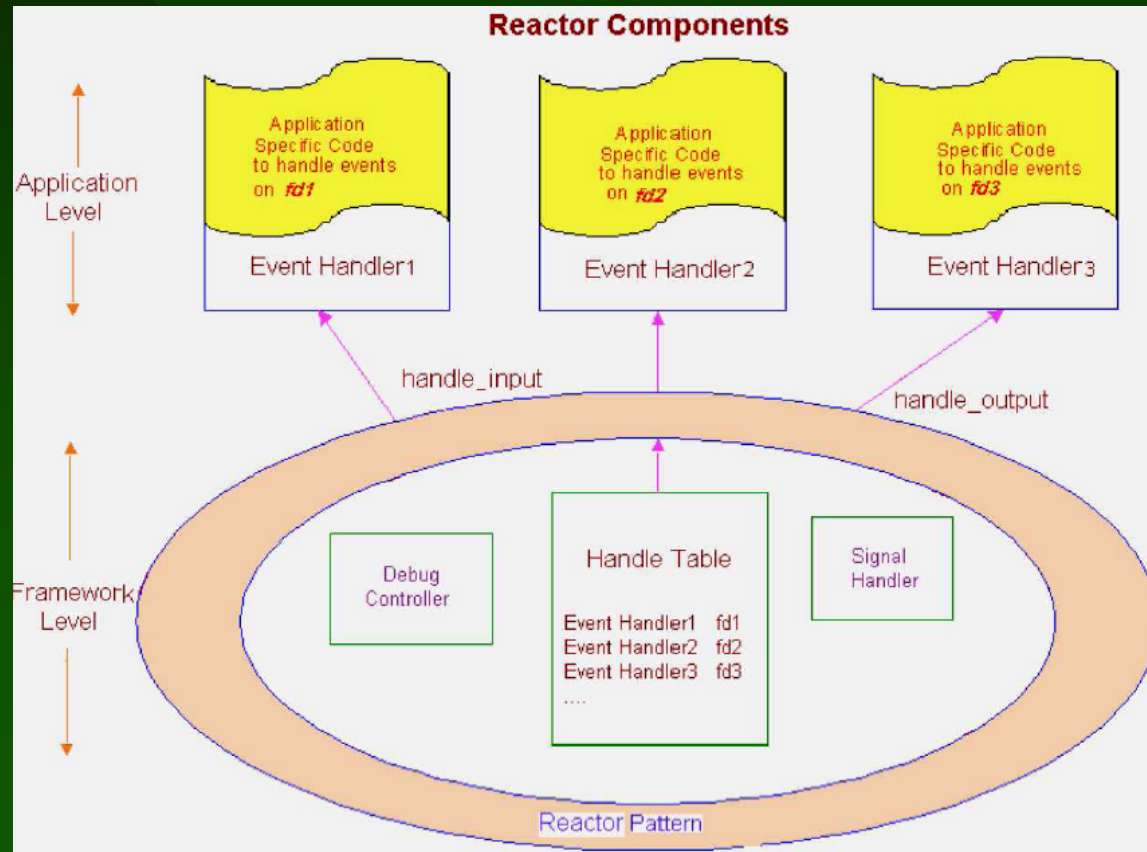 Reactor Components
Application
Specific Code
to handle events
on fd1
Application
Specific Code
to handle events
on fd2
Application
Specific Code
to handle events
on fd3
Application
Level
Event Handler1
Event Handler2
Event Handler3
handle_input
handle_output
Framework
Level
Debug
Controller
Handle Table
Event Handler1 fd1
Event Handler2 fd2
Event Handler3 fd3
....
Signal
Handler
Reactor Pattern